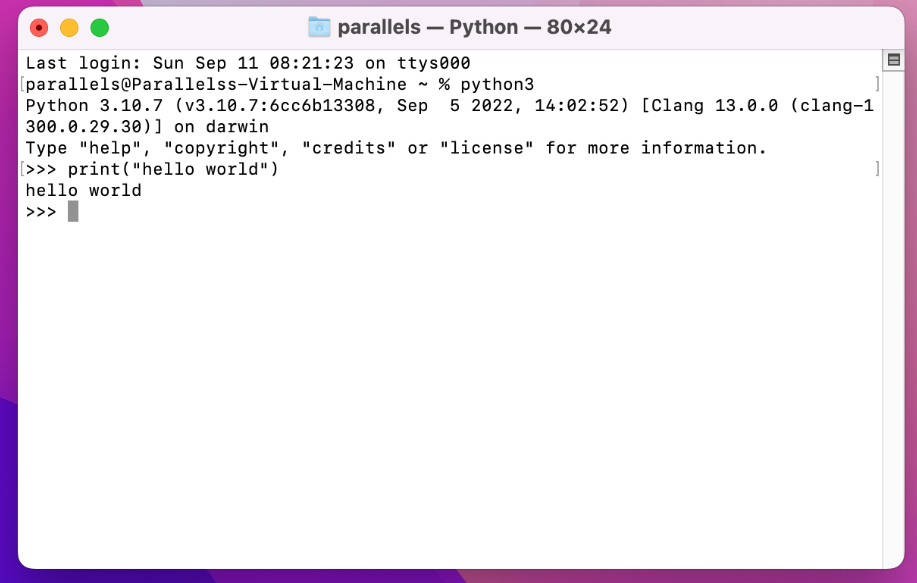 parallels — Python — 80×24
Last login: Sun Sep 11 08:21:23 on ttys000
[parallels@Parallelss-Virtual-Machine ~ % python3 ]
Python 3.10.7 (v3.10.7:6cc6b13308, Sep  5 2022, 14:02:52) [Clang 13.0.0 (clang-1
300.0.29.30)] on darwin
Type "help", "copyright", "credits" or "license" for more information.
[>>> print("hello world") ]
hello world
>>>